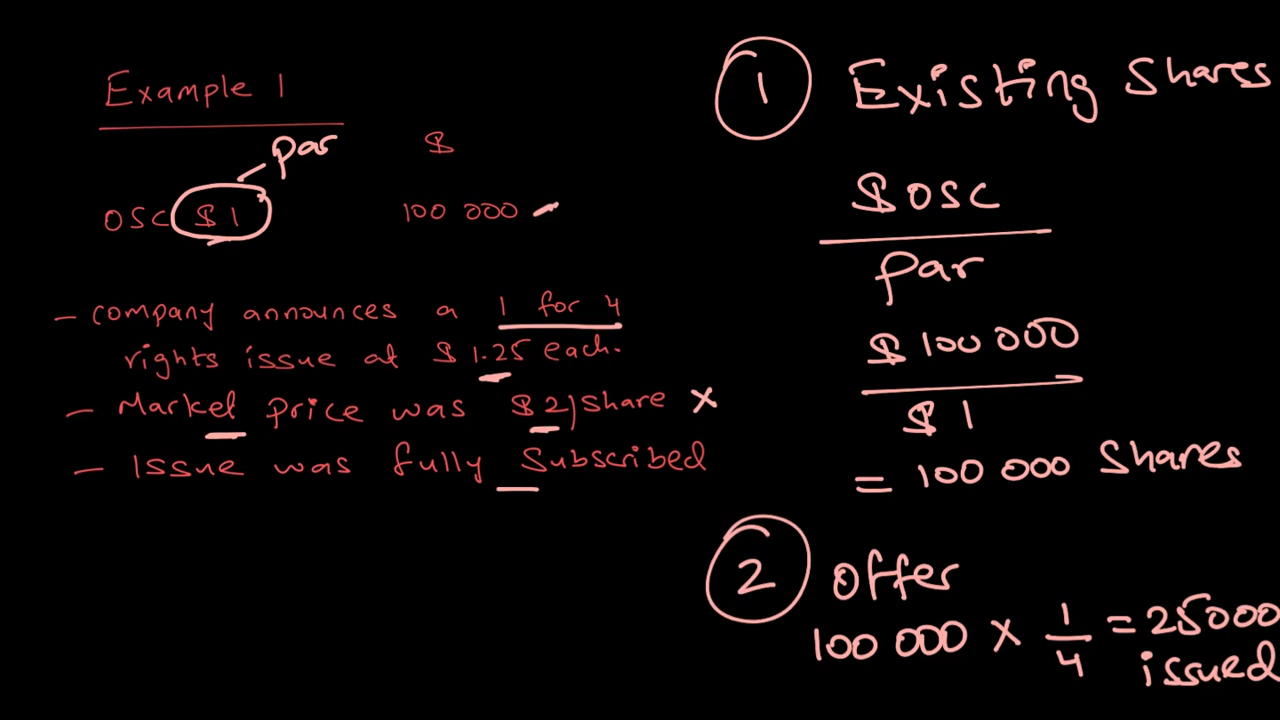 Example 1
par
$
OSC $1 100 000
- Company announces a 1 for 4
rights issue at $1.25 each.
- Market price was $2/share x
- Issue was fully Subscribed
1 Existing Shares
$OSC
par
$100 000
$1
= 100 000 Shares
2 Offer
100 000 x 1/4 = 25000
issued